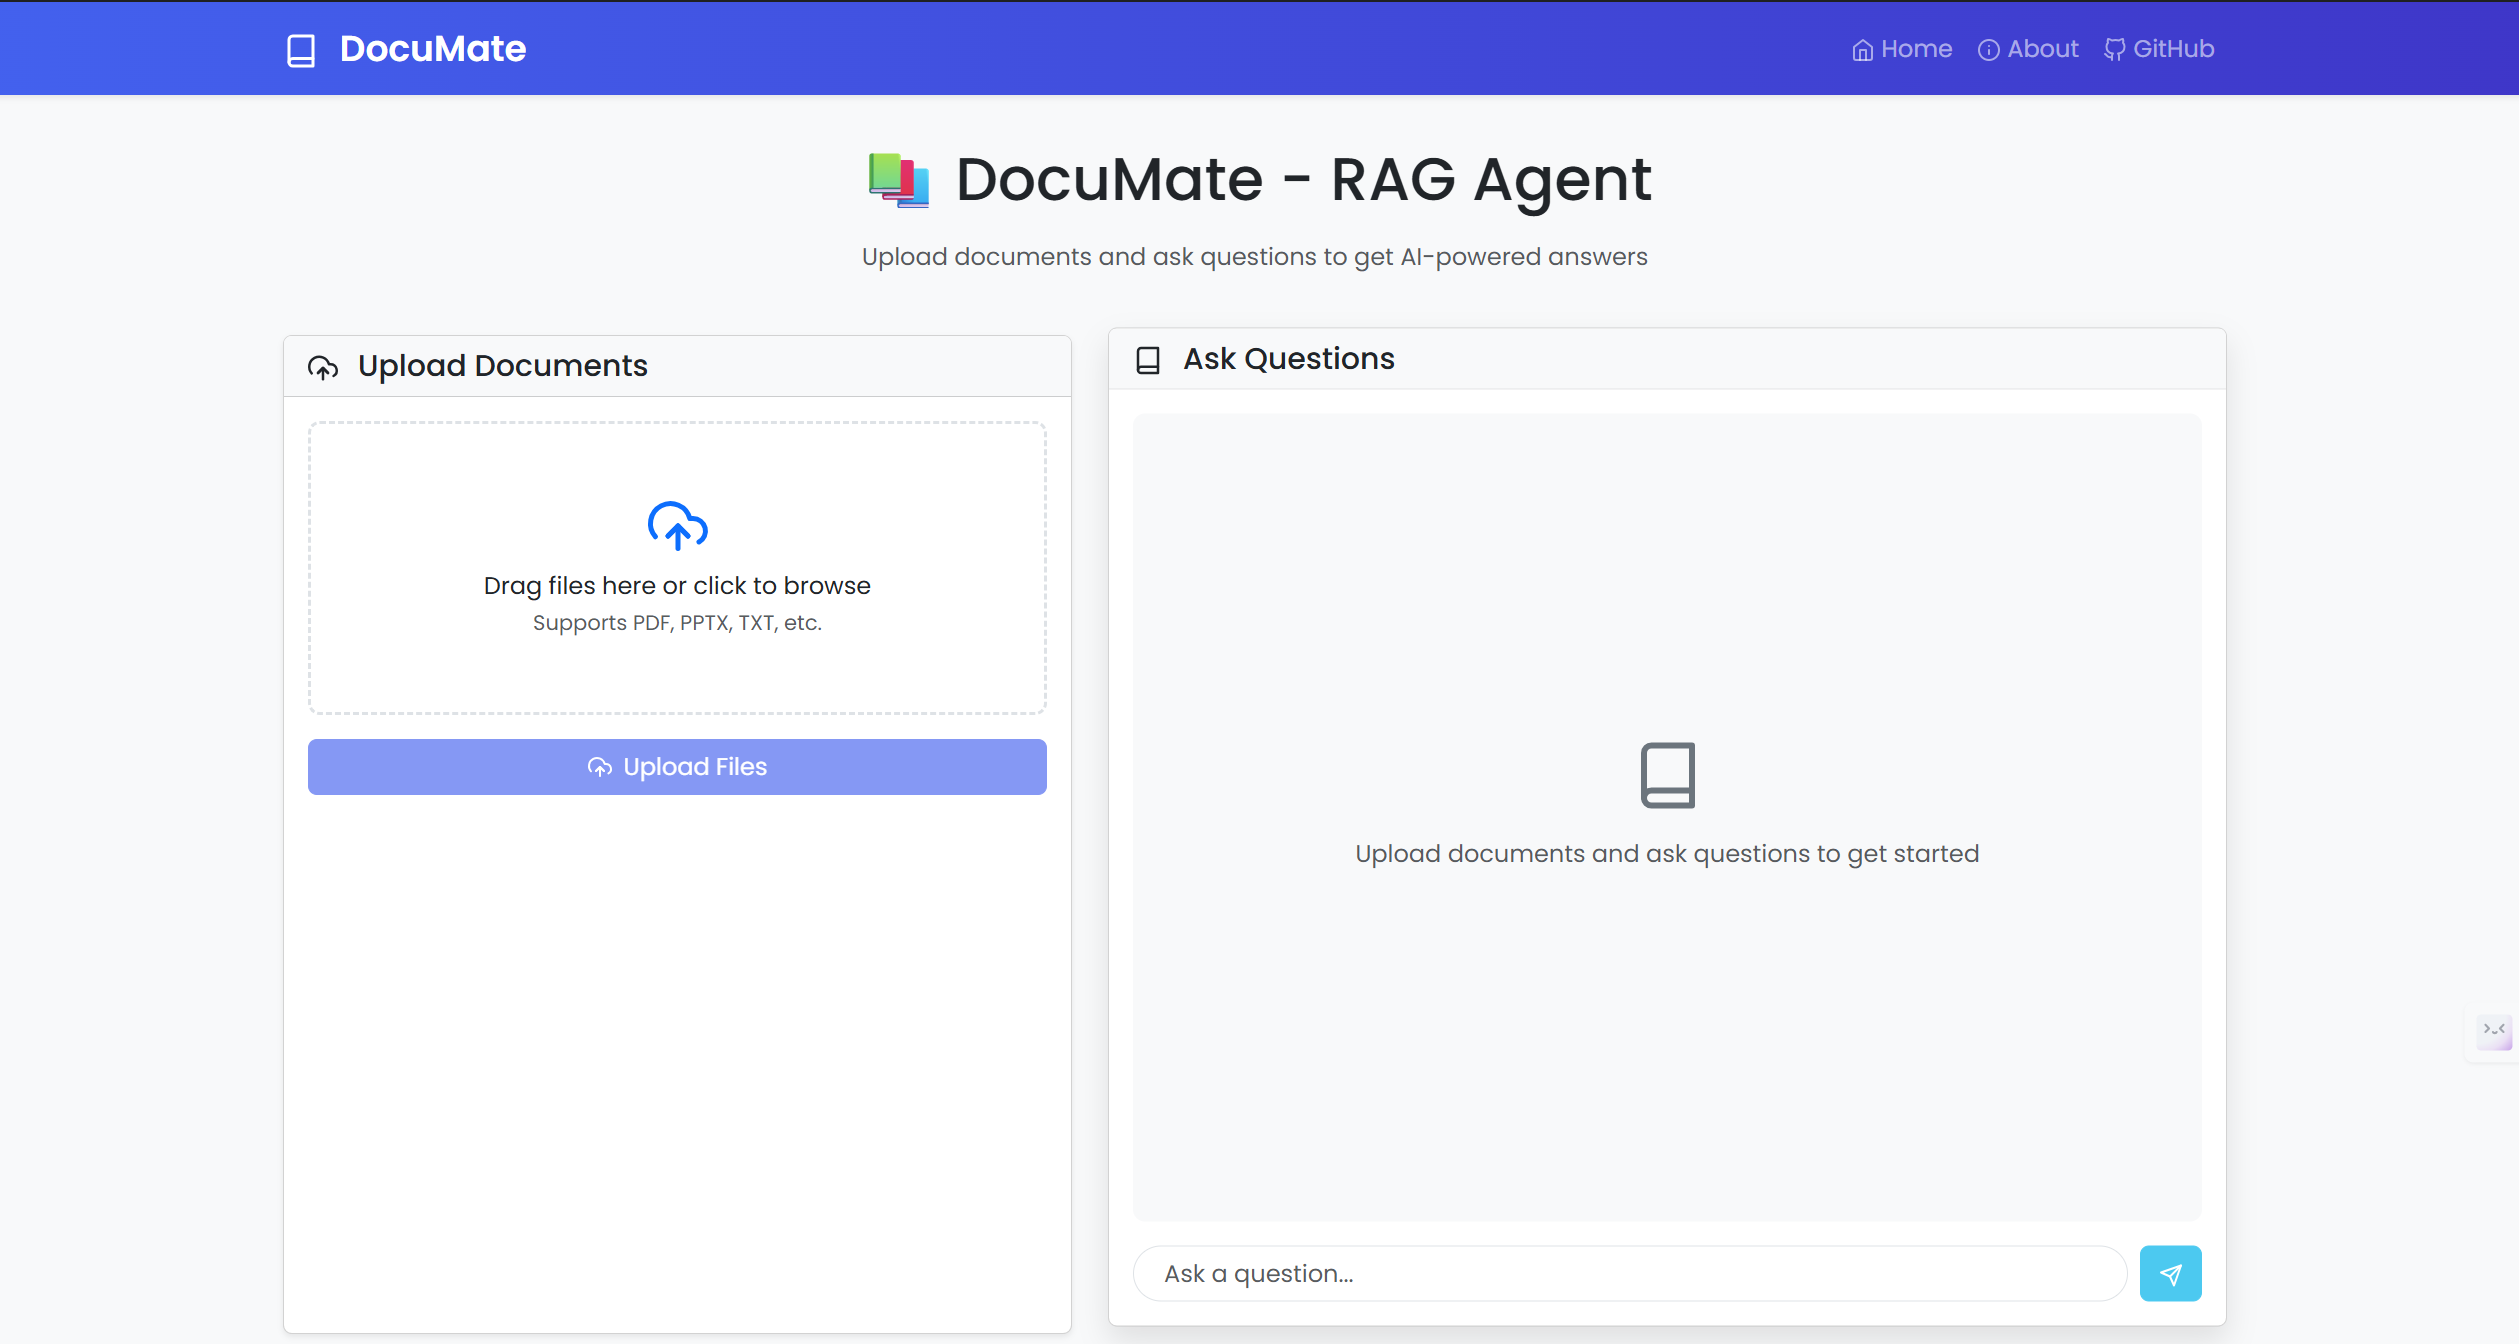 DocuMate
Home
About
GitHub
DocuMate - RAG Agent
Upload documents and ask questions to get AI-powered answers
Upload Documents
Drag files here or click to browse
Supports PDF, PPTX, TXT, etc.
Upload Files
Ask Questions
Upload documents and ask questions to get started
Ask a question...